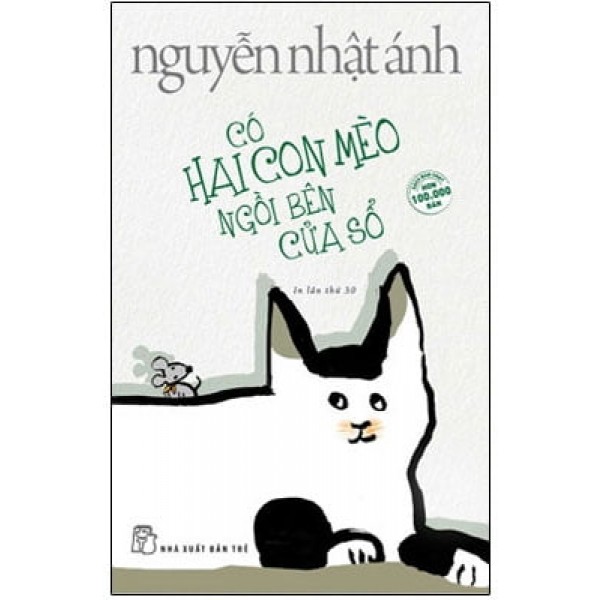 nguyễn nhật ánh
CÓ
HAI CON MÈO
NGỒI BÊN
CỬA SỔ
HƠN
100.000
BẢN
In lần thứ 30
NHÀ XUẤT BẢN TRẺ